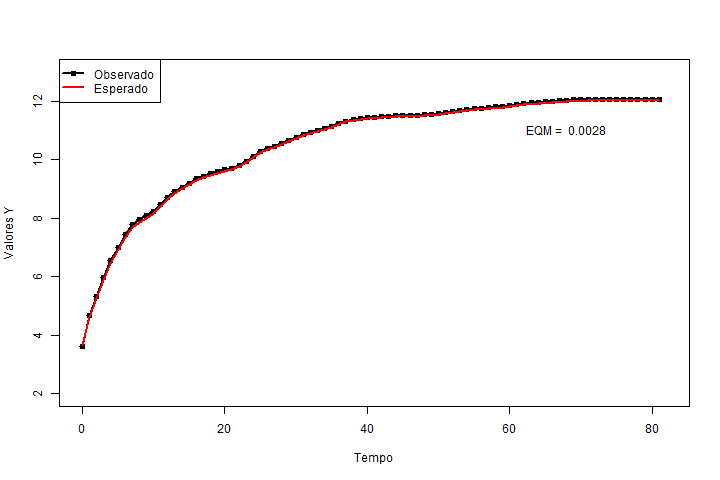 Observado
Esperado
EQM = 0.0028
Valores Y
2
4
6
8
10
12
0
20
40
60
80
Tempo